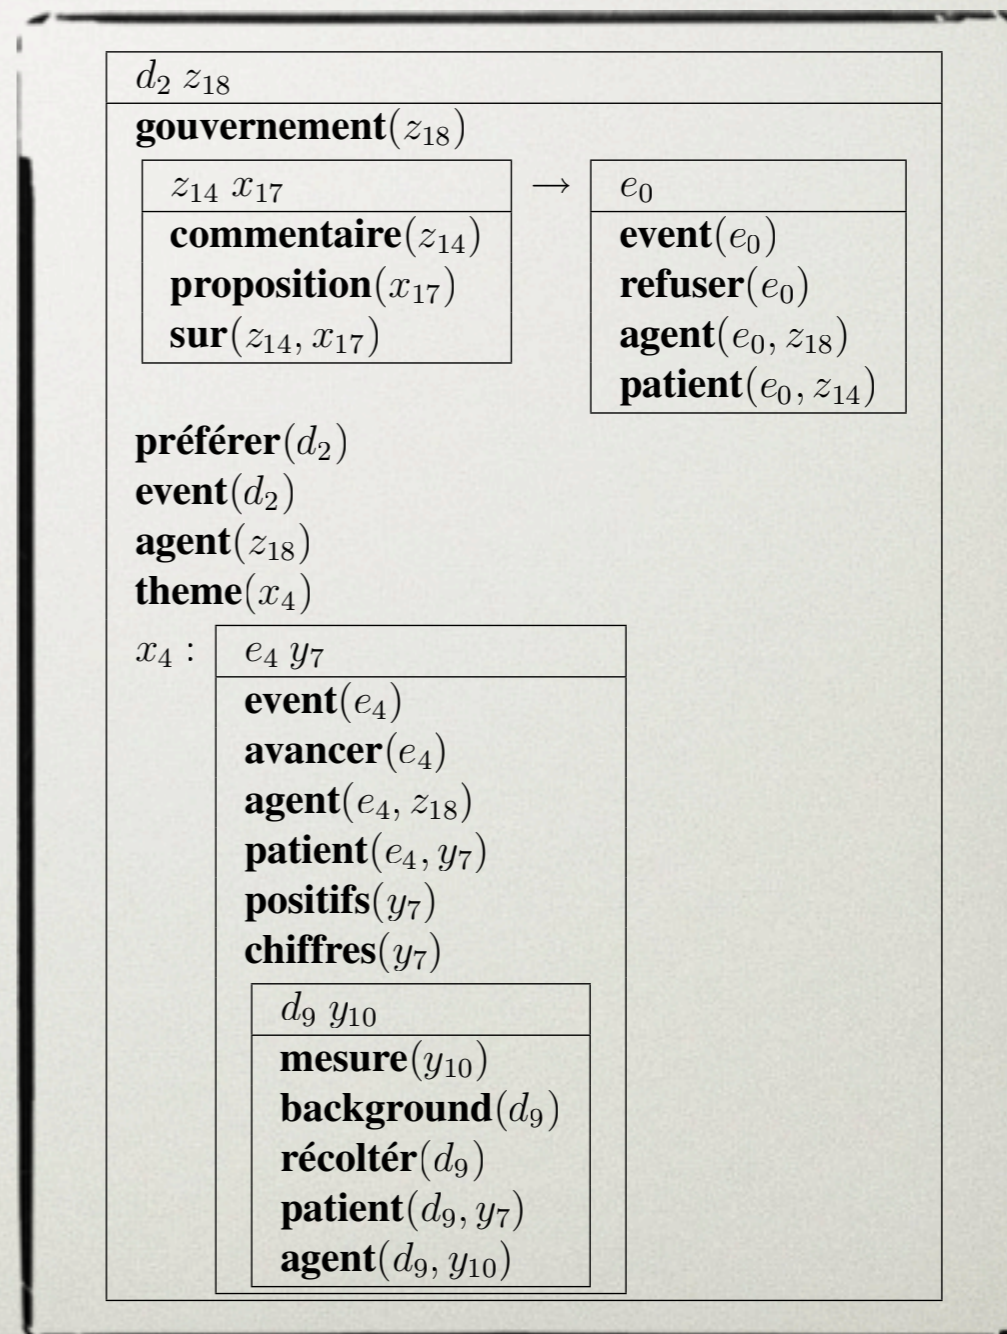 d₂ z₁₈
gouvernement(z₁₈)
z₁₄ x₁₇ → e₀
commentaire(z₁₄) event(e₀)
proposition(x₁₇) refuser(e₀)
sur(z₁₄, x₁₇) agent(e₀, z₁₈)
patient(e₀, z₁₄)
préférer(d₂)
event(d₂)
agent(z₁₈)
theme(x₄)
x₄ : e₄ y₇
event(e₄)
avancer(e₄)
agent(e₄, z₁₈)
patient(e₄, y₇)
positifs(y₇)
chiffres(y₇)
d₉ y₁₀
mesure(y₁₀)
background(d₉)
récoltér(d₉)
patient(d₉, y₇)
agent(d₉, y₁₀)